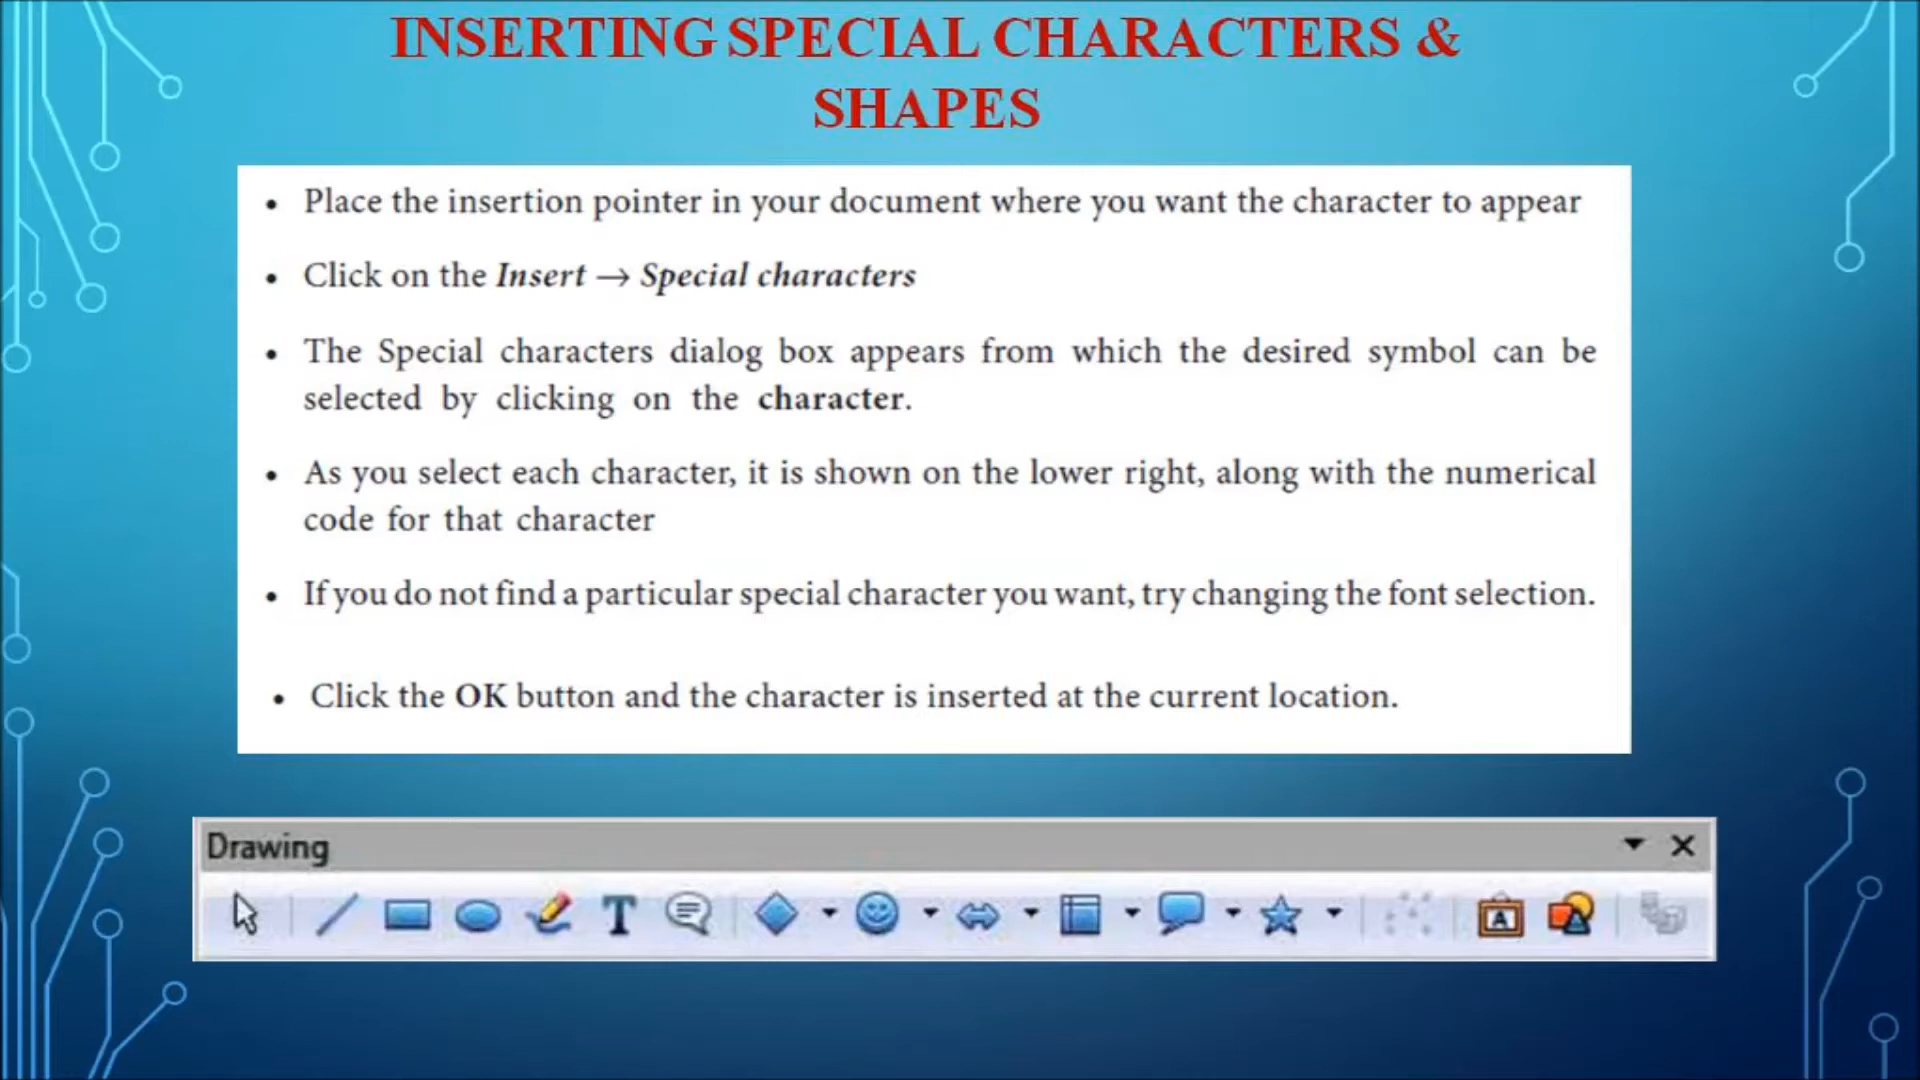 INSERTING SPECIAL CHARACTERS &
SHAPES
• Place the insertion pointer in your document where you want the character to appear
• Click on the Insert → Special characters
• The Special characters dialog box appears from which the desired symbol can be
selected by clicking on the character.
• As you select each character, it is shown on the lower right, along with the numerical
code for that character
• If you do not find a particular special character you want, try changing the font selection.
• Click the OK button and the character is inserted at the current location.
Drawing
T
A